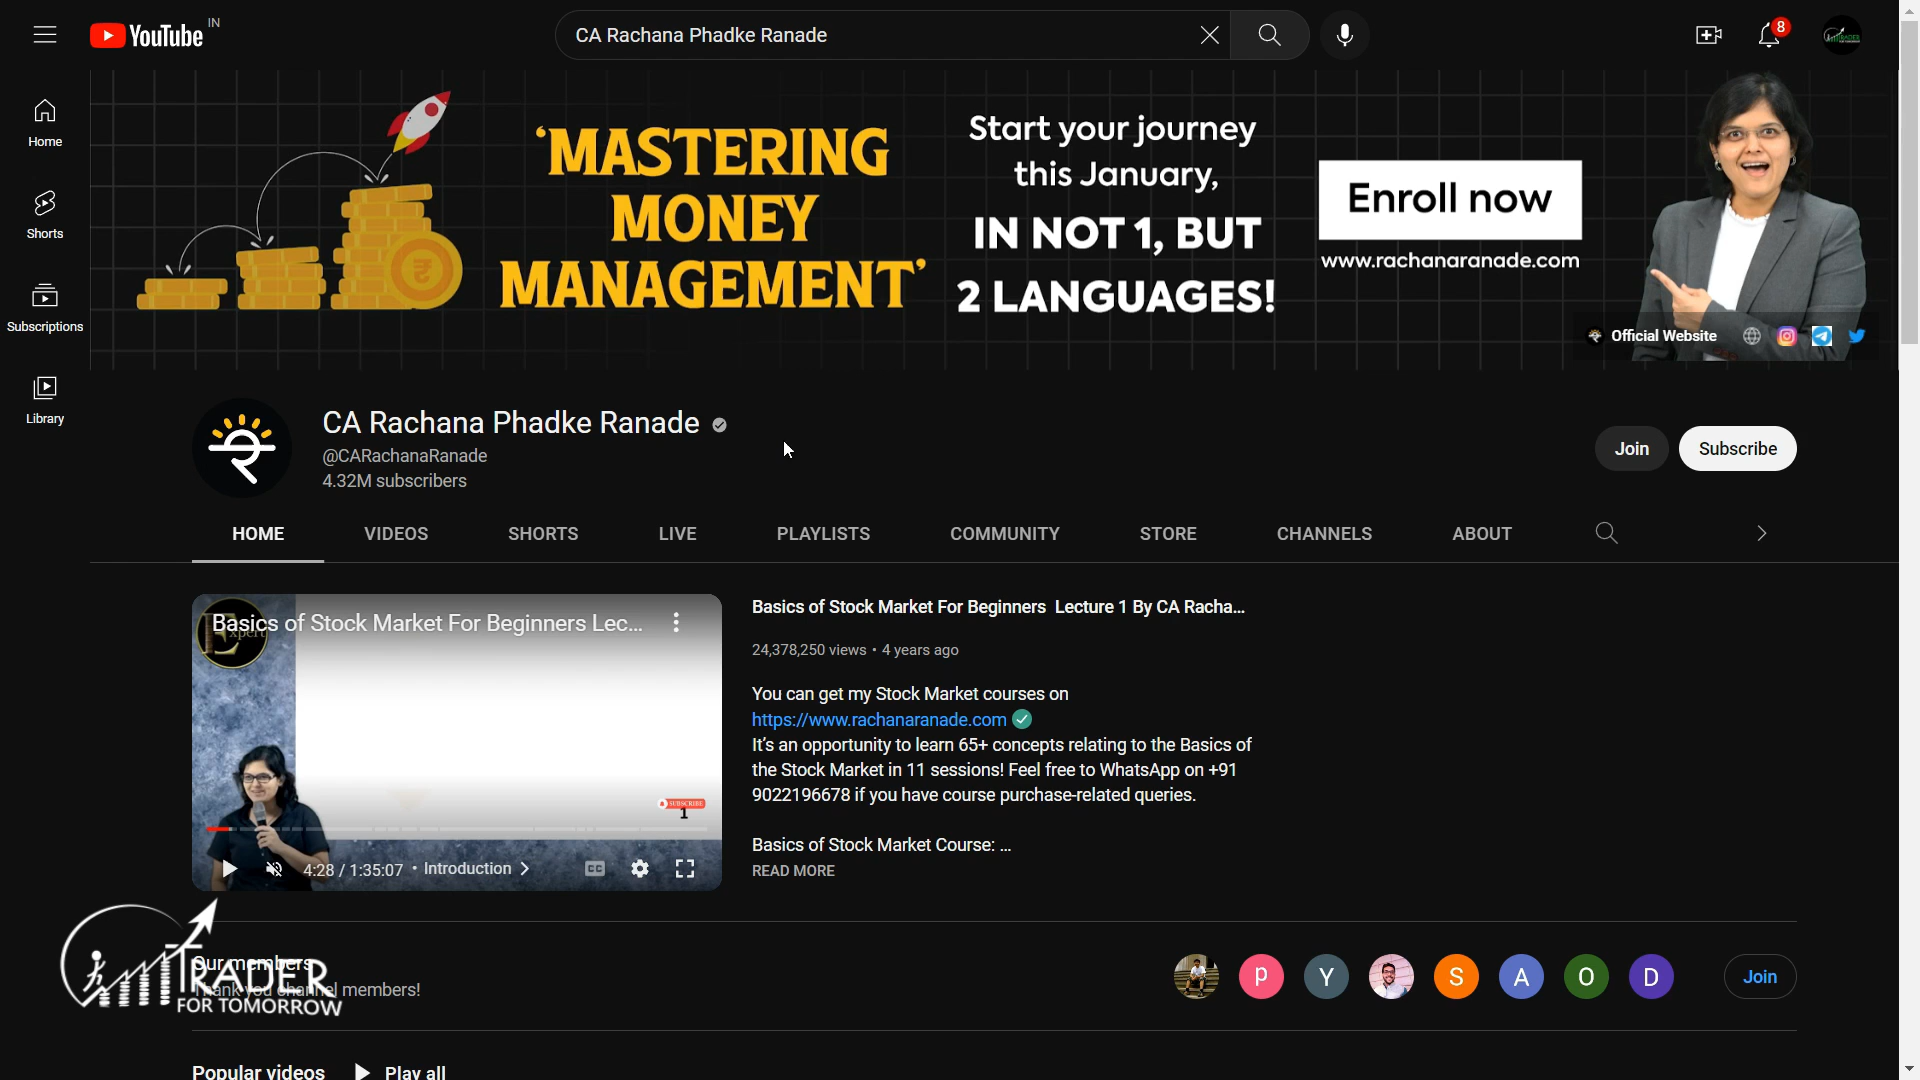 YouTube IN
CA Rachana Phadke Ranade
8
Home
Shorts
Subscriptions
Library
‘MASTERING
MONEY
MANAGEMENT’
Start your journey
this January,
IN NOT 1, BUT
2 LANGUAGES!
Enroll now
www.rachanaranade.com
Official Website
CA Rachana Phadke Ranade
@CARachanaRanade
4.32M subscribers
Join
Subscribe
HOME
VIDEOS
SHORTS
LIVE
PLAYLISTS
COMMUNITY
STORE
CHANNELS
ABOUT
Basics of Stock Market For Beginners Lec...
Expert
SUBSCRIBE
1
4:28 / 1:35:07 • Introduction
CC
Basics of Stock Market For Beginners Lecture 1 By CA Racha...
24,378,250 views • 4 years ago
You can get my Stock Market courses on
https://www.rachanaranade.com
It's an opportunity to learn 65+ concepts relating to the Basics of
the Stock Market in 11 sessions! Feel free to WhatsApp on +91
9022196678 if you have course purchase-related queries.
Basics of Stock Market Course: ...
READ MORE
Our members
Thank you channel members!
TRADER
FOR TOMORROW
P
Y
S
A
O
D
Join
Popular videos
Play all